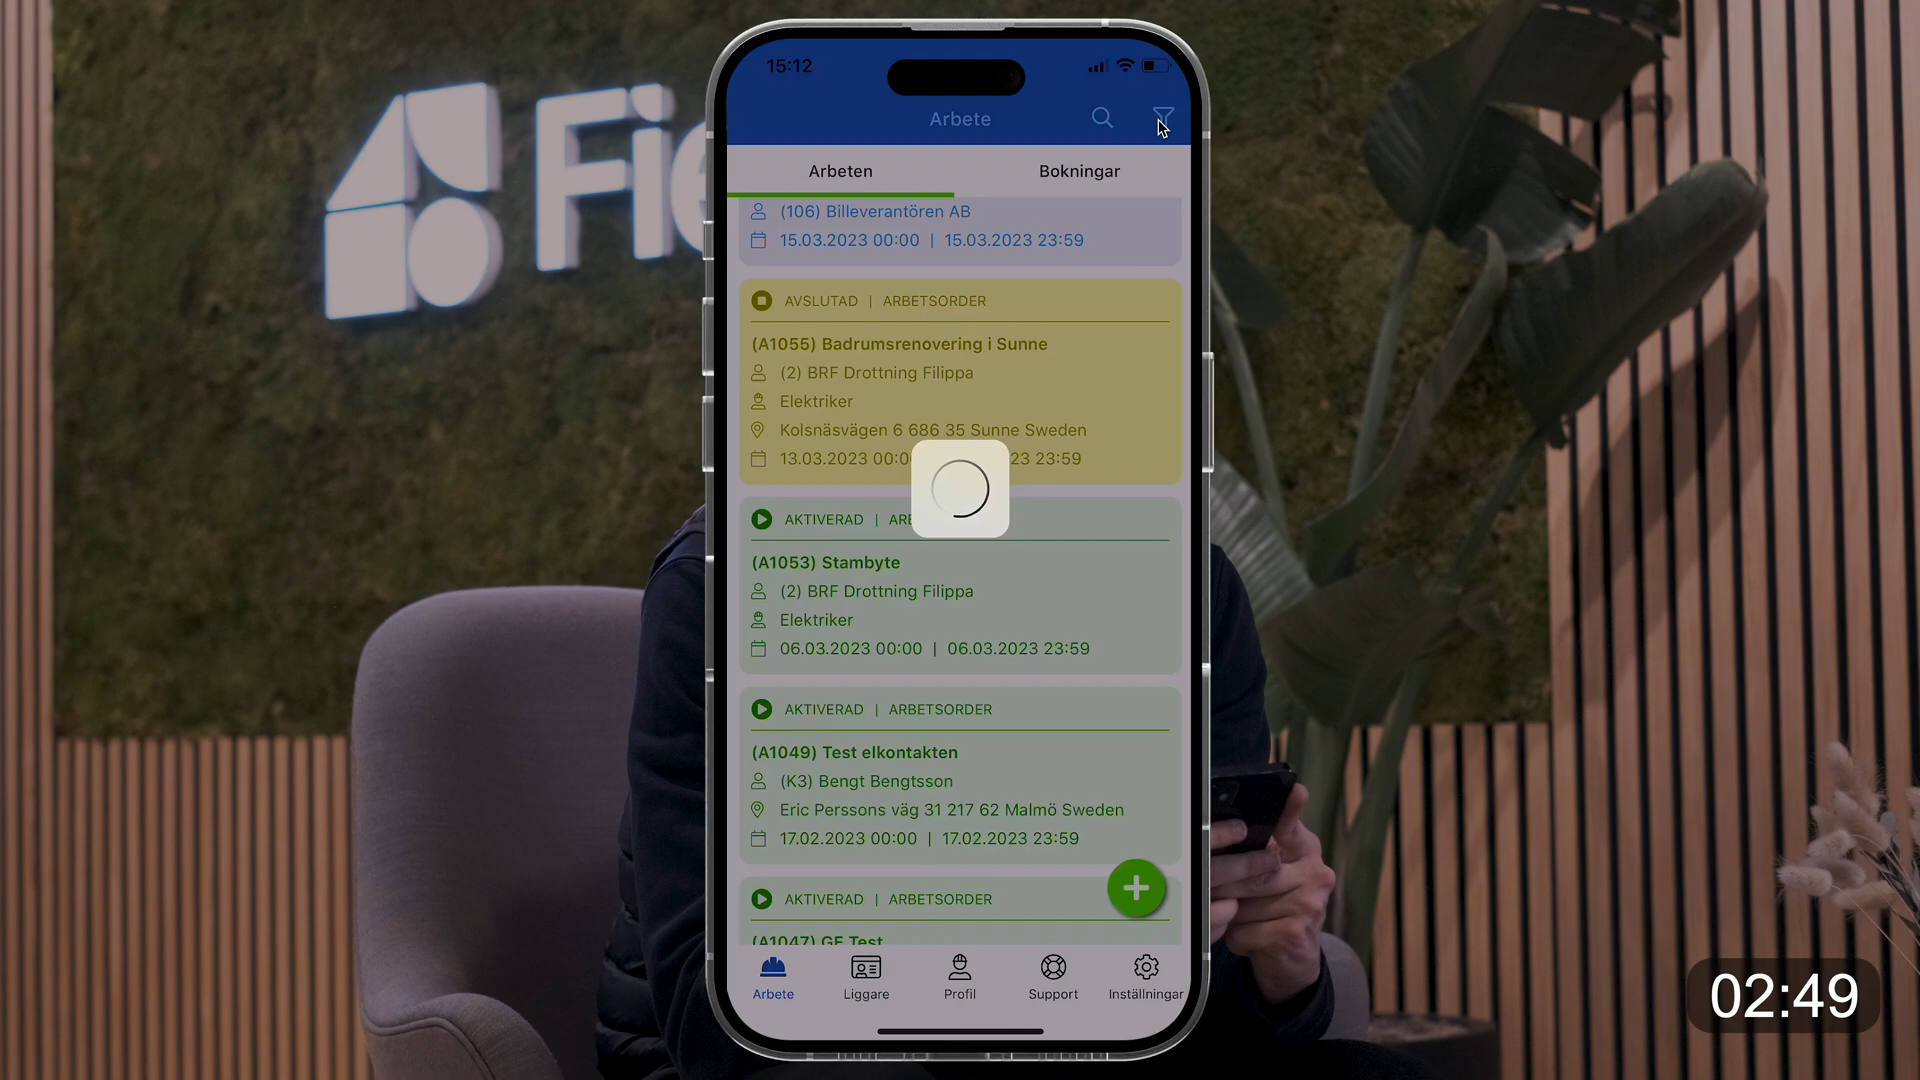 Fie
15:12
Arbete
Arbeten
Bokningar
(106) Billeverantören AB
15.03.2023 00:00 | 15.03.2023 23:59
AVSLUTAD | ARBETSORDER
(A1055) Badrumsrenovering i Sunne
(2) BRF Drottning Filippa
Elektriker
Kolsnäsvägen 6 686 35 Sunne Sweden
13.03.2023 00:0 23 23:59
AKTIVERAD | ARB
(A1053) Stambyte
(2) BRF Drottning Filippa
Elektriker
06.03.2023 00:00 | 06.03.2023 23:59
AKTIVERAD | ARBETSORDER
(A1049) Test elkontakten
(K3) Bengt Bengtsson
Eric Perssons väg 31 217 62 Malmö Sweden
17.02.2023 00:00 | 17.02.2023 23:59
AKTIVERAD | ARBETSORDER
(A1047) GF Test
Arbete
Liggare
Profil
Support
Inställningar
02:49